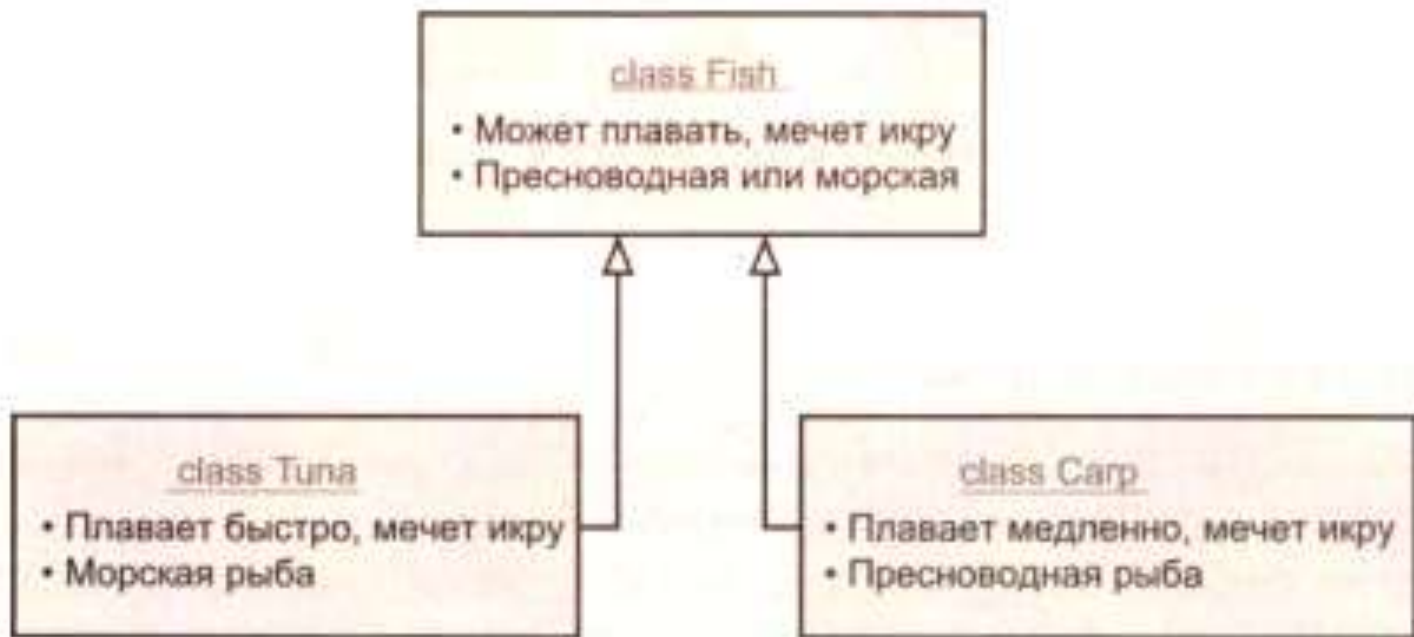 class Fish
• Может плавать, мечет икру
• Пресноводная или морская
class Tuna
• Плавает быстро, мечет икру
• Морская рыба
class Carp
• Плавает медленно, мечет икру
• Пресноводная рыба